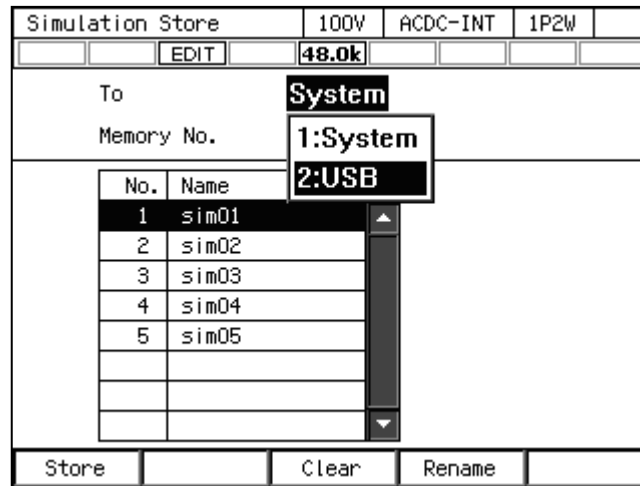 Simulation Store 100V ACDC-INT 1P2W
EDIT 48.0k
To System
Memory No. 1:System
2:USB
No. Name
1 sim01
2 sim02
3 sim03
4 sim04
5 sim05
Store Clear Rename